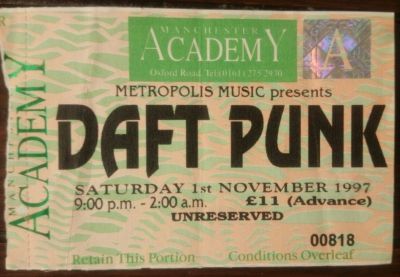 MANCHESTER
ACADEMY
MANCHESTER
ACADEMY
Oxford Road. Tel: (0161) 275 2930
A
METROPOLIS MUSIC presents
DAFT PUNK
SATURDAY 1ST NOVEMBER 1997
9:00 p.m. - 2:00 a.m. £11 (Advance)
UNRESERVED
00818
Retain This Portion Conditions Overleaf